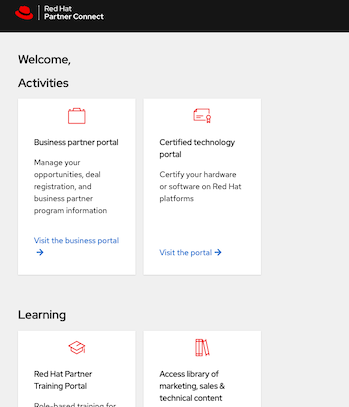 Red Hat
Partner Connect
Welcome,
Activities
Business partner portal
Manage your
opportunities, deal
registration, and
business partner
program information
Visit the business portal
Certified technology
portal
Certify your hardware
or software on Red Hat
platforms
Visit the portal
Learning
Red Hat Partner
Training Portal
Role-based training for
Access library of
marketing, sales &
technical content